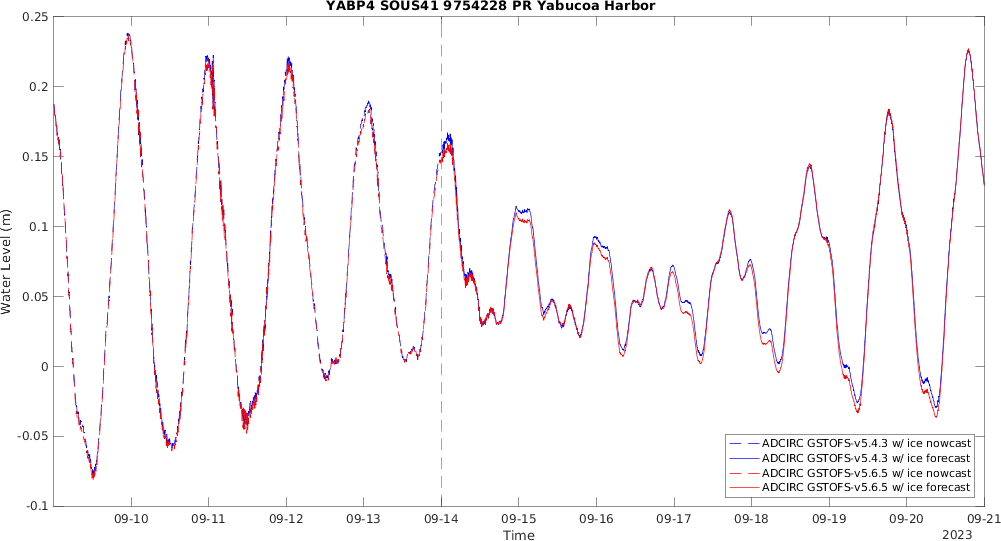 YABP4 SOUS41 9754228 PR Yabucoa Harbor
0.25
0.2
0.15
0.1
0.05
0
-0.05
-0.1
Water Level (m)
ADCIRC GSTOFS-v5.4.3 w/ ice nowcast
ADCIRC GSTOFS-v5.4.3 w/ ice forecast
ADCIRC GSTOFS-v5.6.5 w/ ice nowcast
ADCIRC GSTOFS-v5.6.5 w/ ice forecast
09-10 09-11 09-12 09-13 09-14 09-15 09-16 09-17 09-18 09-19 09-20 09-21
Time
2023